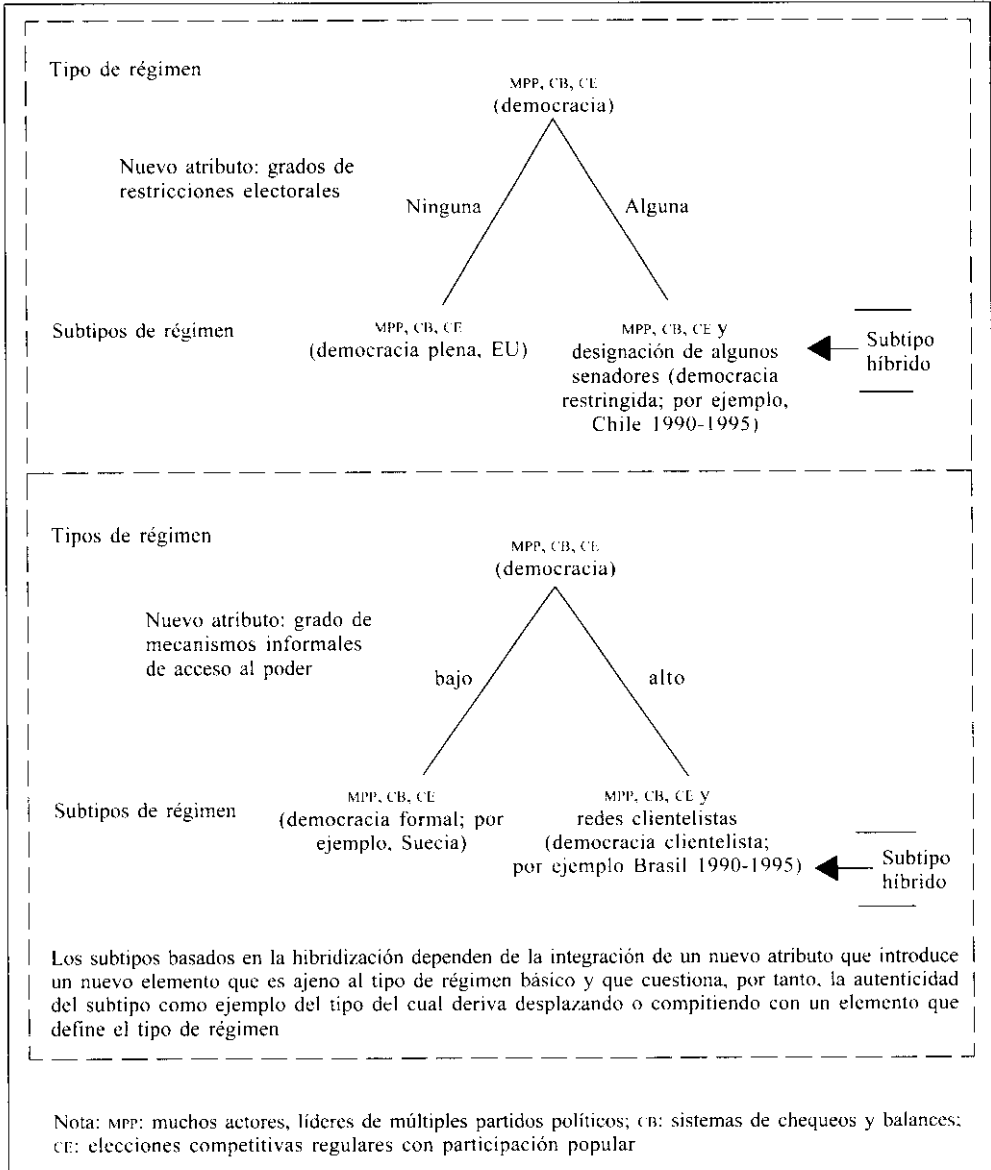 Tipo de régimen
MPP, CB, CE
(democracia)
Nuevo atributo: grados de
restricciones electorales
Ninguna
Alguna
Subtipos de régimen
MPP, CB, CE
(democracia plena, EU)
MPP, CB, CE y
designación de algunos
senadores (democracia
restringida; por ejemplo,
Chile 1990-1995)
Subtipo
híbrido
Tipos de régimen
MPP, CB, CE
(democracia)
Nuevo atributo: grado de
mecanismos informales
de acceso al poder
bajo
alto
Subtipos de régimen
MPP, CB, CE
(democracia formal; por
ejemplo, Suecia)
MPP, CB, CE y
redes clientelistas
(democracia clientelista;
por ejemplo Brasil 1990-1995)
Subtipo
híbrido
Los subtipos basados en la hibridización dependen de la integración de un nuevo atributo que introduce
un nuevo elemento que es ajeno al tipo de régimen básico y que cuestiona, por tanto, la autenticidad
del subtipo como ejemplo del tipo del cual deriva desplazando o compitiendo con un elemento que
define el tipo de régimen
Nota: MPP: muchos actores, líderes de múltiples partidos políticos; CB: sistemas de chequeos y balances;
CE: elecciones competitivas regulares con participación popular